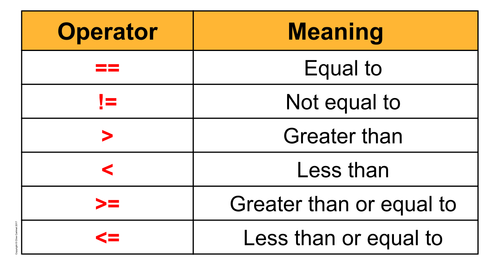 Operator Meaning
== Equal to
!= Not equal to
> Greater than
< Less than
>= Greater than or equal to
<= Less than or equal to